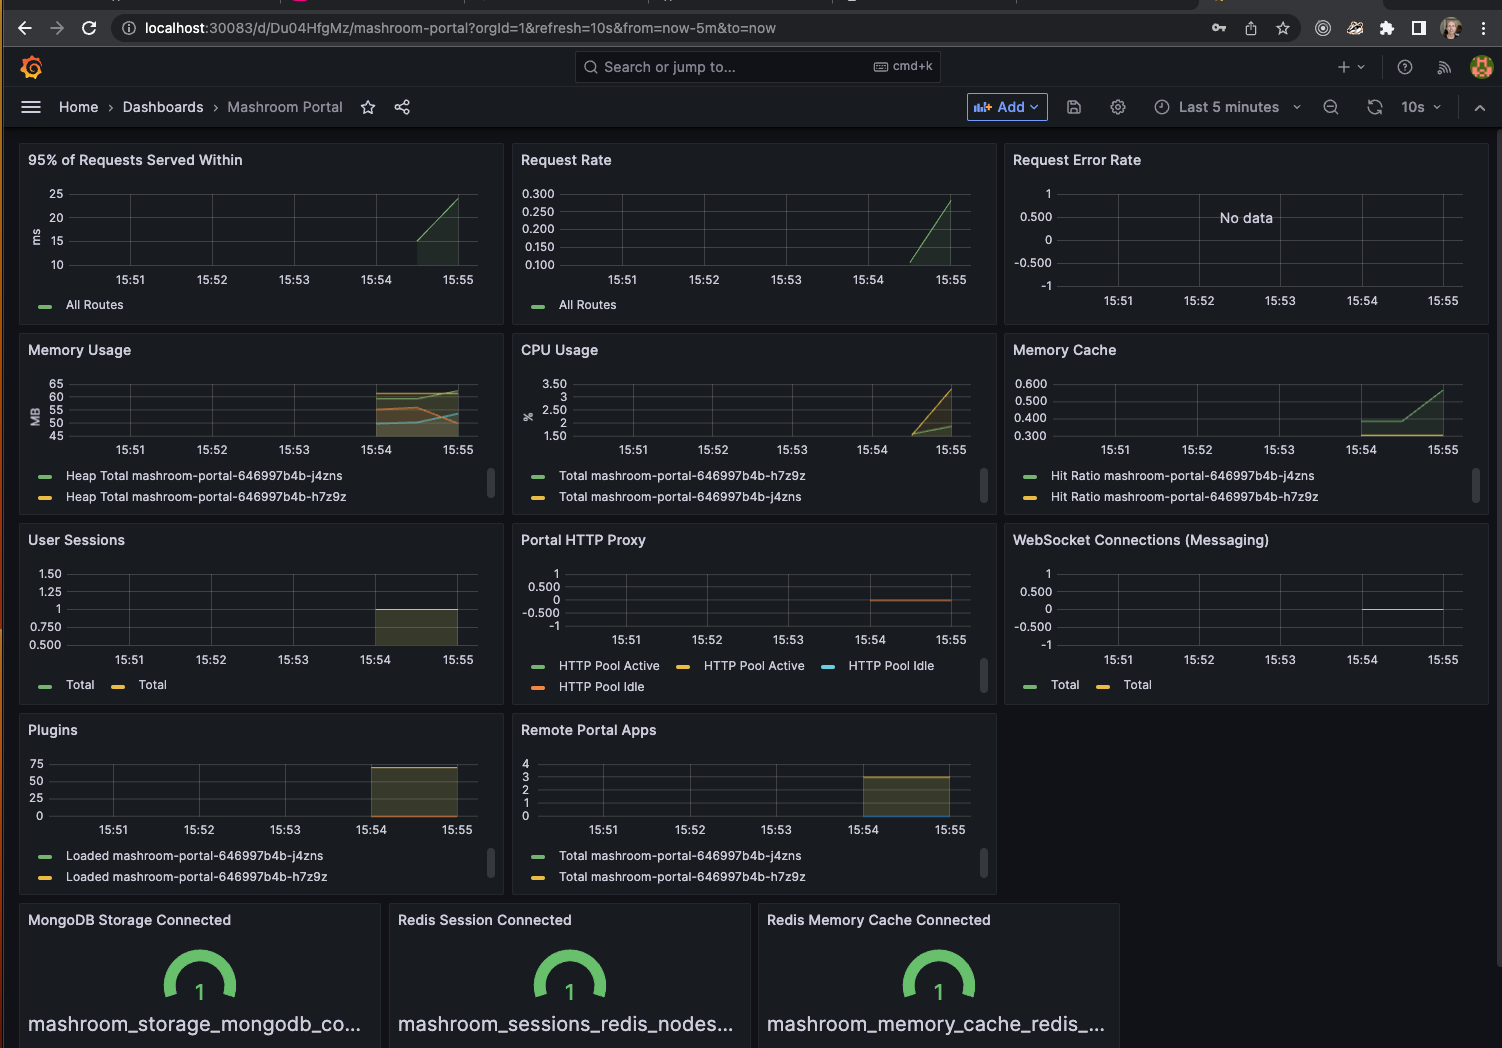 localhost:30083/d/Du04HfgMz/mashroom-portal?orgId=1&refresh=10s&from=now-5m&to=now
Search or jump to...
cmd+k
Home › Dashboards › Mashroom Portal
Add
Last 5 minutes
10s
95% of Requests Served Within
25
20
15
10
ms
15:51 15:52 15:53 15:54 15:55
All Routes
Request Rate
0.300
0.250
0.200
0.150
0.100
15:51 15:52 15:53 15:54 15:55
All Routes
Request Error Rate
1
0.500
0
-0.500
-1
No data
15:51 15:52 15:53 15:54 15:55
Memory Usage
65
60
55
50
45
MB
15:51 15:52 15:53 15:54 15:55
Heap Total mashroom-portal-646997b4b-j4zns
Heap Total mashroom-portal-646997b4b-h7z9z
CPU Usage
3.50
3
2.50
2
1.50
%
15:51 15:52 15:53 15:54 15:55
Total mashroom-portal-646997b4b-h7z9z
Total mashroom-portal-646997b4b-j4zns
Memory Cache
0.600
0.500
0.400
0.300
15:51 15:52 15:53 15:54 15:55
Hit Ratio mashroom-portal-646997b4b-j4zns
Hit Ratio mashroom-portal-646997b4b-h7z9z
User Sessions
1.50
1.25
1
0.750
0.500
15:51 15:52 15:53 15:54 15:55
Total Total
Portal HTTP Proxy
1
0.500
0
-0.500
-1
15:51 15:52 15:53 15:54 15:55
HTTP Pool Active HTTP Pool Active HTTP Pool Idle
HTTP Pool Idle
WebSocket Connections (Messaging)
1
0.500
0
-0.500
-1
15:51 15:52 15:53 15:54 15:55
Total Total
Plugins
75
50
25
0
15:51 15:52 15:53 15:54 15:55
Loaded mashroom-portal-646997b4b-j4zns
Loaded mashroom-portal-646997b4b-h7z9z
Remote Portal Apps
4
3
2
1
0
15:51 15:52 15:53 15:54 15:55
Total mashroom-portal-646997b4b-j4zns
Total mashroom-portal-646997b4b-h7z9z
MongoDB Storage Connected
1
mashroom_storage_mongodb_co...
Redis Session Connected
1
mashroom_sessions_redis_nodes...
Redis Memory Cache Connected
1
mashroom_memory_cache_redis_...